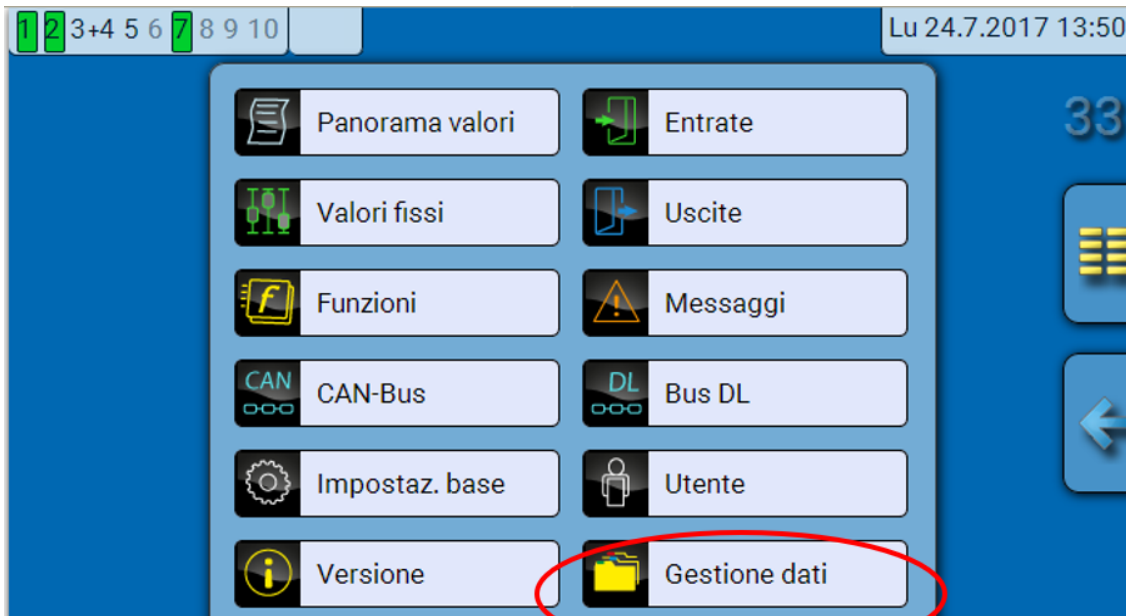 1 2 3+4 5 6 7 8 9 10
Lu 24.7.2017 13:50
33
Panorama valori
Entrate
Valori fissi
Uscite
Funzioni
Messaggi
CAN
CAN-Bus
DL
Bus DL
Impostaz. base
Utente
Versione
Gestione dati